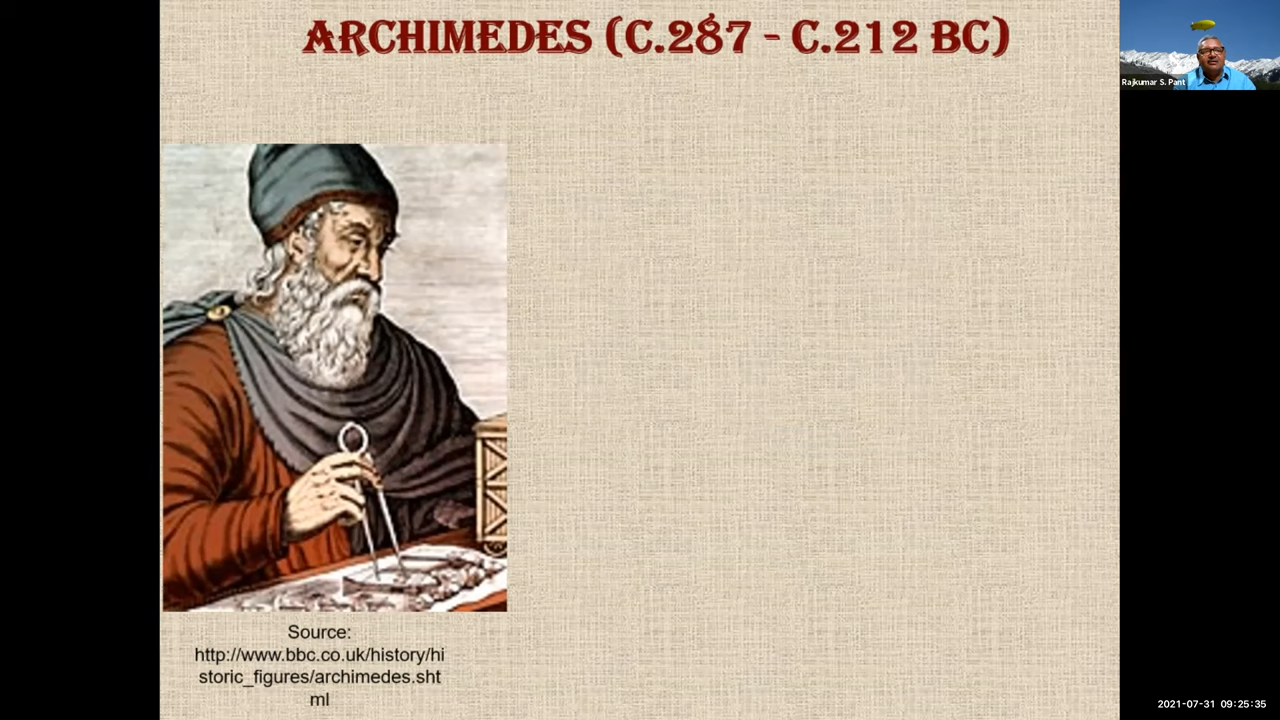 ARCHIMEDES (C.287 - C.212 BC)
Rajkumar S. Pant
Source:
http://www.bbc.co.uk/history/hi
storic_figures/archimedes.sht
ml
2021-07-31 09:25:35